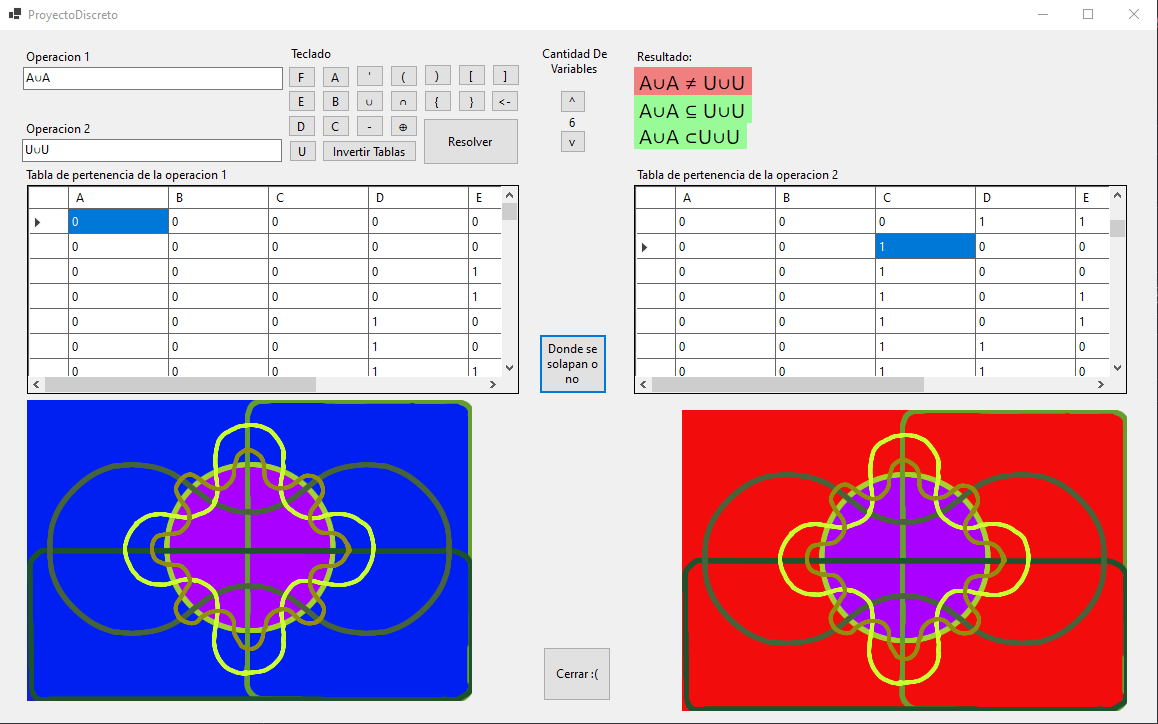 ProyectoDiscreto
Operacion 1
A∪A
Operacion 2
U∪U
Teclado
F A ' ( ) [ ]
E B ∪ ∩ { } <-
D C - ⊕
U Invertir Tablas
Resolver
Cantidad De
Variables
^
6
v
Resultado:
A∪A ≠ U∪U
A∪A ⊆ U∪U
A∪A ⊂U∪U
Tabla de pertenencia de la operacion 1
A B C D E
0 0 0 0 0
0 0 0 0 0
0 0 0 0 1
0 0 0 0 1
0 0 0 1 0
0 0 0 1 0
0 0 0 1 1
Donde se
solapan o
no
Tabla de pertenencia de la operacion 2
A B C D E
0 0 0 1 1
0 0 1 0 0
0 0 1 0 0
0 0 1 0 1
0 0 1 0 1
0 0 1 1 0
0 0 1 1 0
Cerrar :(